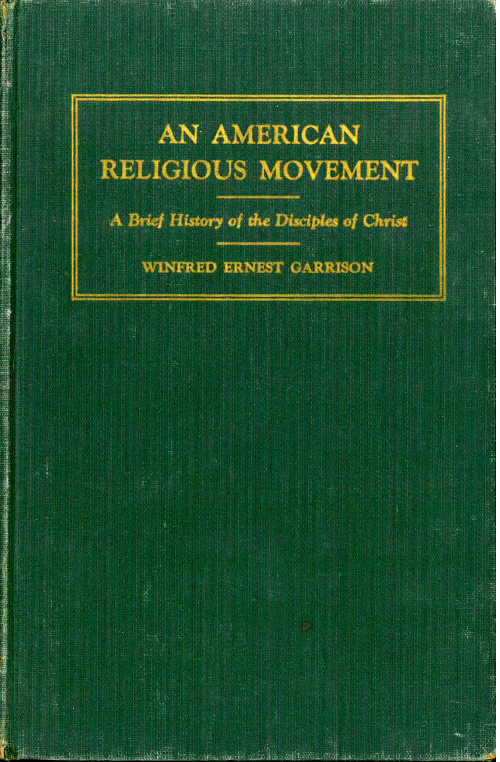 AN AMERICAN
RELIGIOUS MOVEMENT
A Brief History of the Disciples of Christ
WINFRED ERNEST GARRISON